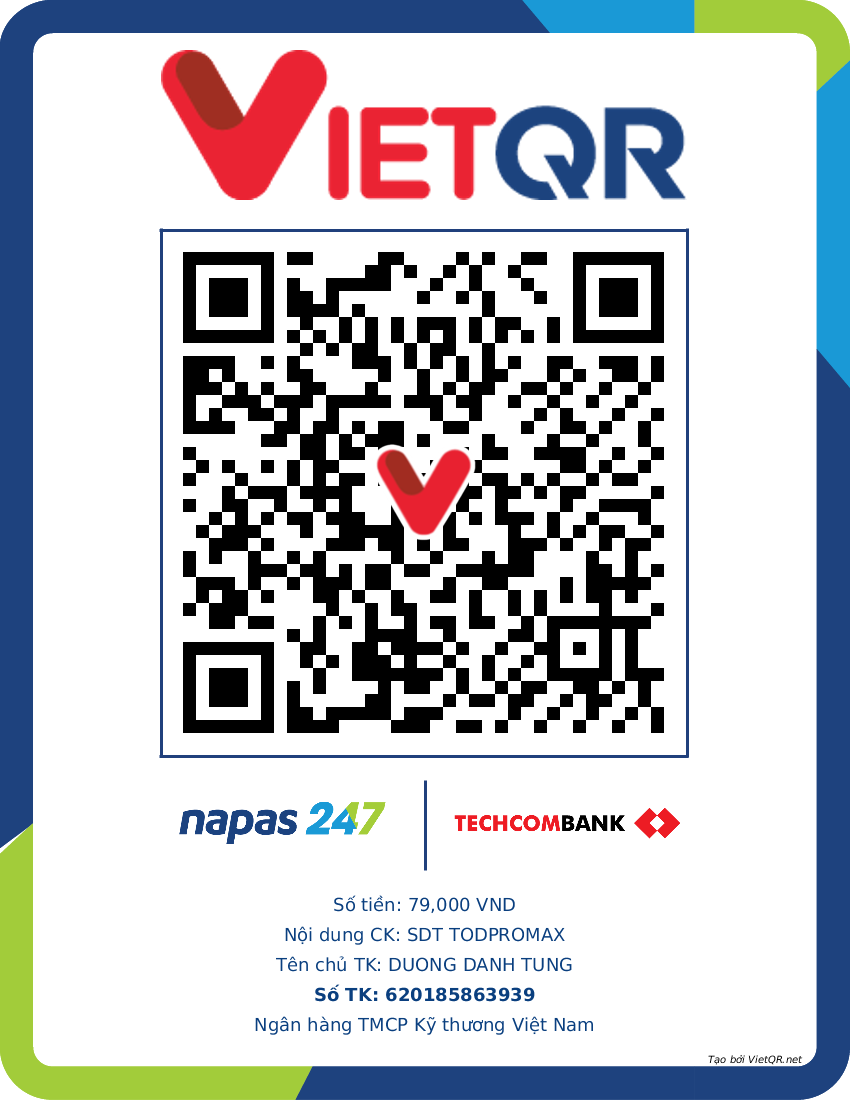 VIETQR
napas 247
TECHCOMBANK
Số tiền: 79,000 VND
Nội dung CK: SDT TODPROMAX
Tên chủ TK: DUONG DANH TUNG
Số TK: 620185863939
Ngân hàng TMCP Kỹ thương Việt Nam
Tạo bởi VietQR.net